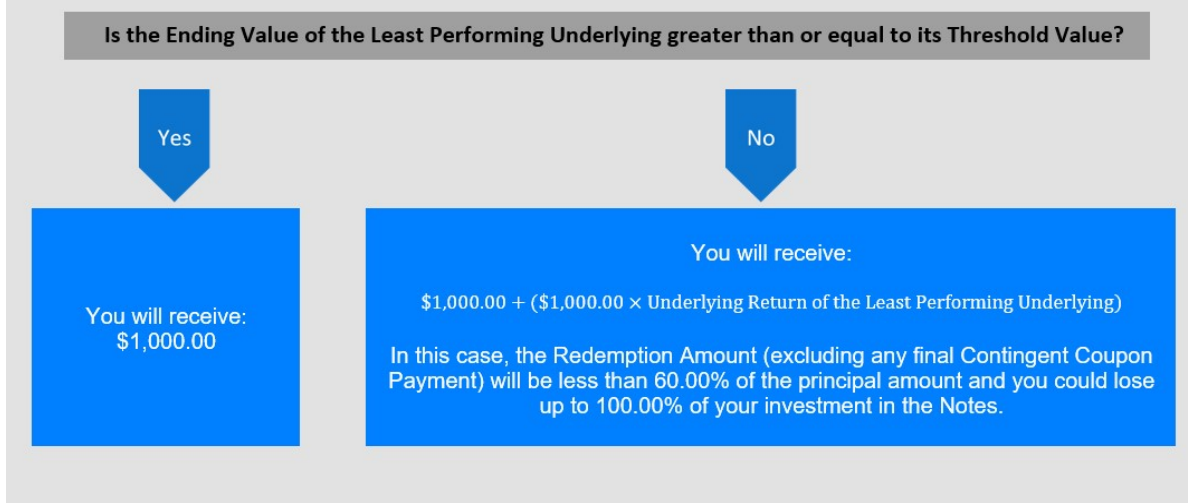 Is the Ending Value of the Least Performing Underlying greater than or equal to its Threshold Value?
Yes
No
You will receive:
$1,000.00
You will receive:
$1,000.00 + ($1,000.00 × Underlying Return of the Least Performing Underlying)
In this case, the Redemption Amount (excluding any final Contingent Coupon
Payment) will be less than 60.00% of the principal amount and you could lose
up to 100.00% of your investment in the Notes.